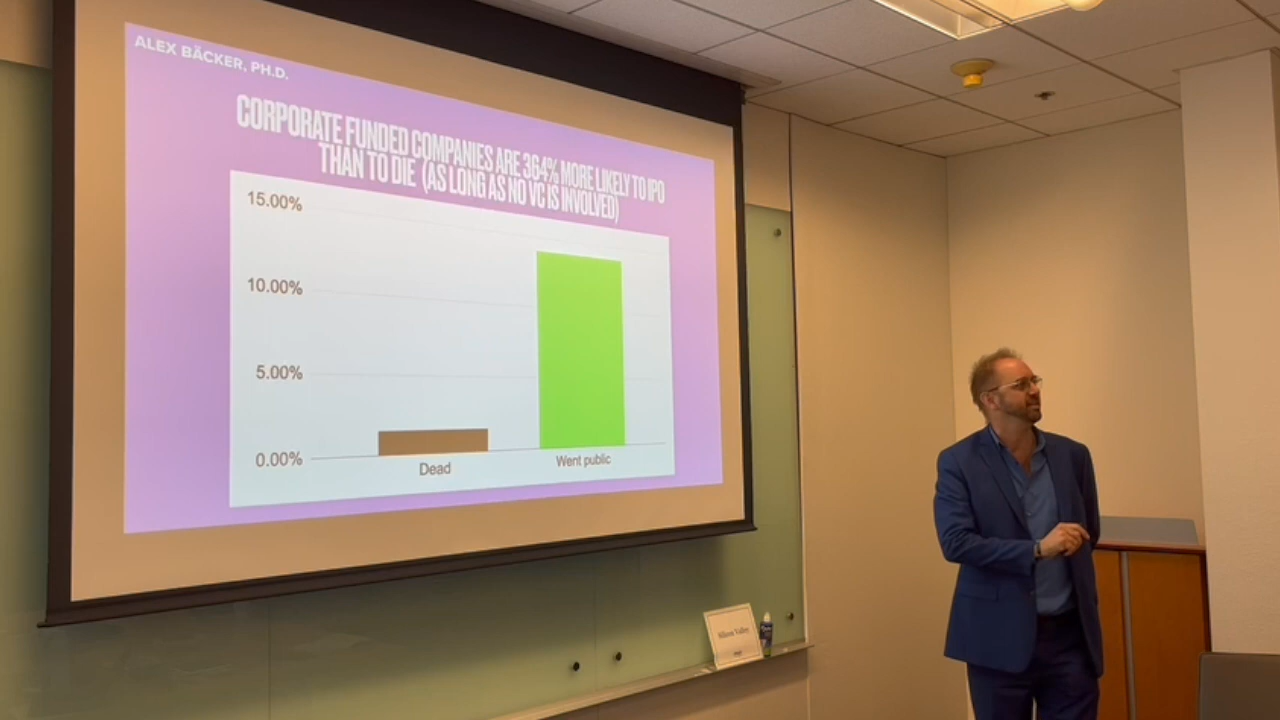 ALEX BÄCKER, PH.D.
CORPORATE FUNDED COMPANIES ARE 364% MORE LIKELY TO IPO
THAN TO DIE (AS LONG AS NO VC IS INVOLVED)
15.00%
10.00%
5.00%
0.00%
Dead
Went public
Silicon Valley